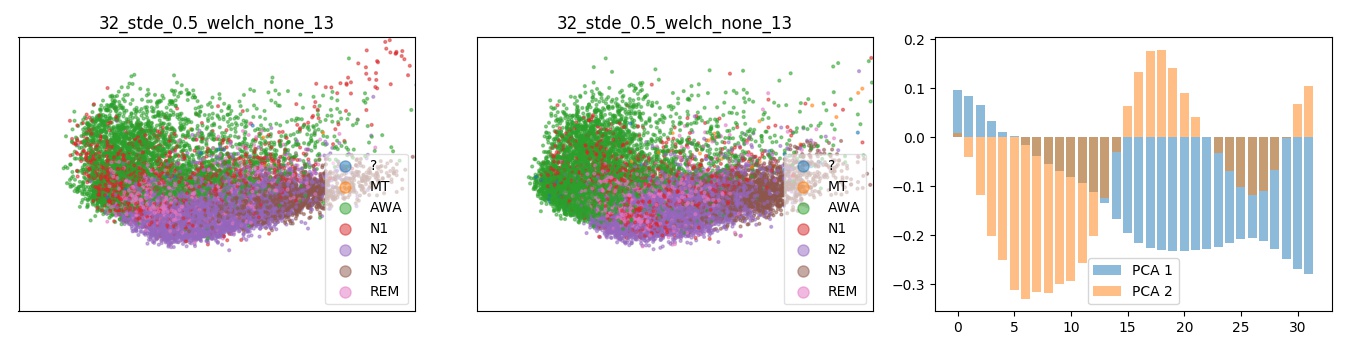 32_stde_0.5_welch_none_13
?
MT
AWA
N1
N2
N3
REM
32_stde_0.5_welch_none_13
?
MT
AWA
N1
N2
N3
REM
0.2
0.1
0.0
−0.1
−0.2
−0.3
PCA 1
PCA 2
0 5 10 15 20 25 30